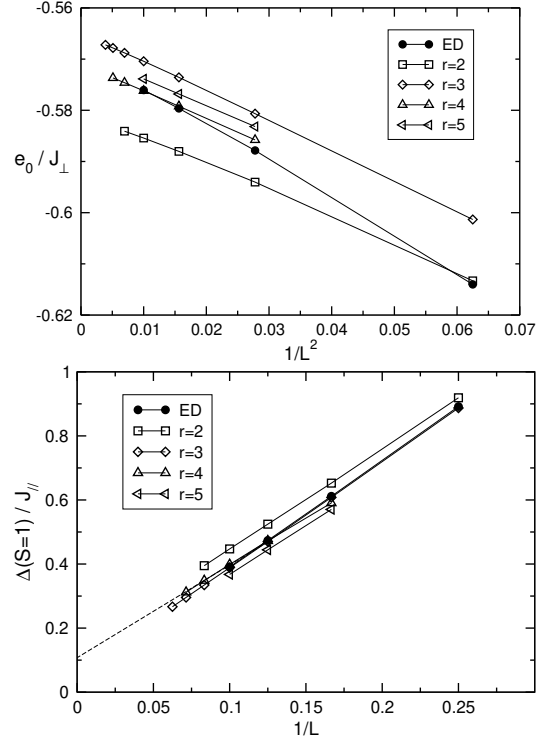 -0.56
-0.58
-0.6
-0.62
e0 / J⊥
ED
r=2
r=3
r=4
r=5
0 0.01 0.02 0.03 0.04 0.05 0.06 0.07
1/L²
1
0.8
0.6
0.4
0.2
0
Δ(S=1) / J//
ED
r=2
r=3
r=4
r=5
0 0.05 0.1 0.15 0.2 0.25
1/L